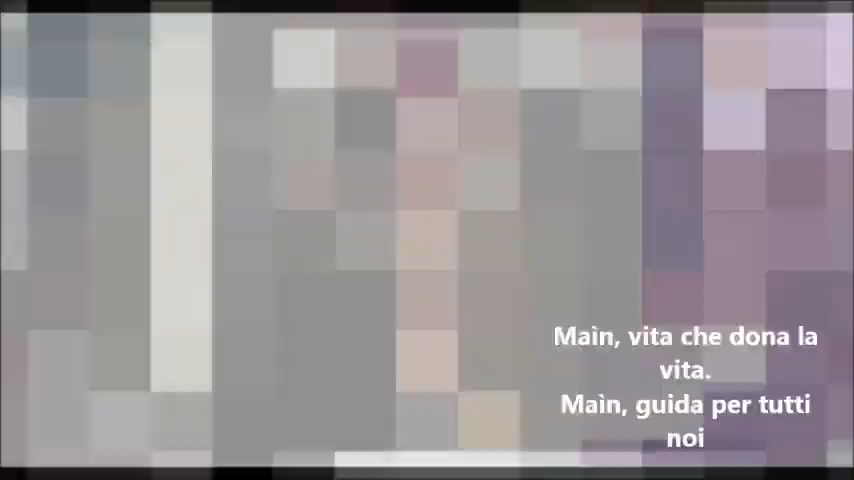 Maìn, vita che dona la
vita.
Maìn, guida per tutti
noi